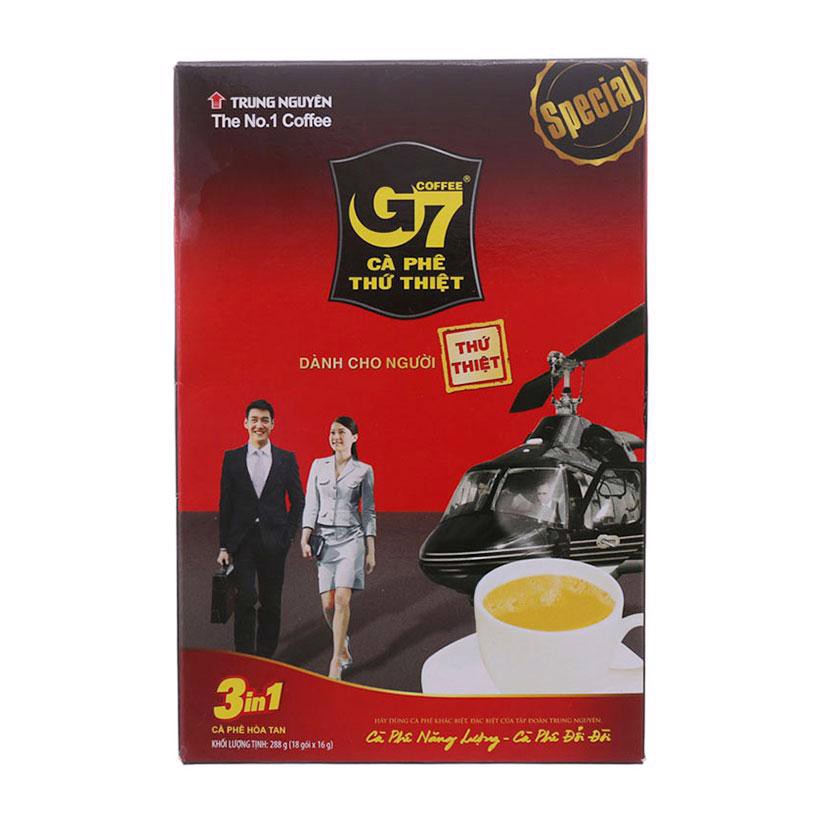 TRUNG NGUYÊN
The No.1 Coffee
Special
COFFEE
G7®
CÀ PHÊ
THỨ THIỆT
DÀNH CHO NGƯỜI
THỨ
THIỆT
3in1
CÀ PHÊ HÒA TAN
KHỐI LƯỢNG TỊNH: 288 g (18 gói x 16 g)
HÃY DÙNG CÀ PHÊ KHÁC BIỆT, ĐẶC BIỆT CỦA TẬP ĐOÀN TRUNG NGUYÊN.
Cà Phê Năng Lượng - Cà Phê Đổi Đời